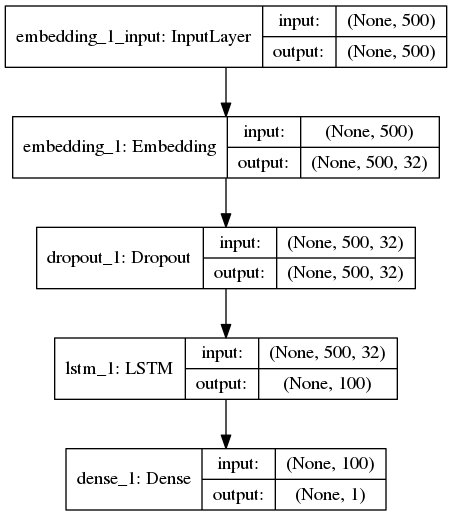 embedding_1_input: InputLayer
input: (None, 500)
output: (None, 500)
embedding_1: Embedding
input: (None, 500)
output: (None, 500, 32)
dropout_1: Dropout
input: (None, 500, 32)
output: (None, 500, 32)
lstm_1: LSTM
input: (None, 500, 32)
output: (None, 100)
dense_1: Dense
input: (None, 100)
output: (None, 1)